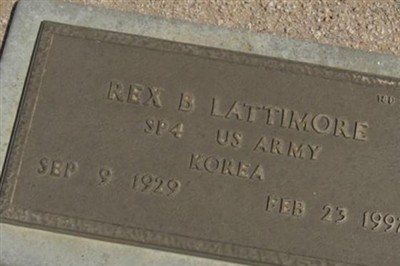 REX B LATTIMORE
SP4 US ARMY
KOREA
SEP 9 1929 FEB 23